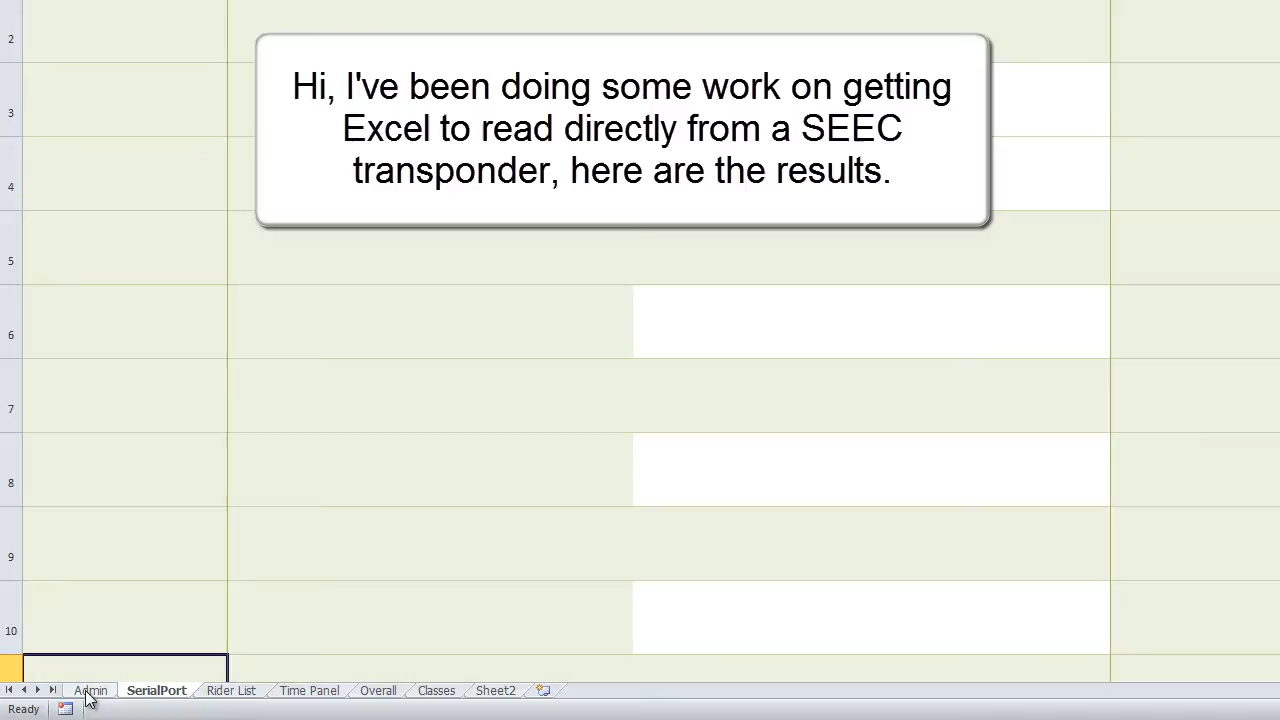 2
Hi, I've been doing some work on getting
Excel to read directly from a SEEC
transponder, here are the results.
3
4
5
6
7
8
9
10
Admin SerialPort Rider List Time Panel Overall Classes Sheet2
Ready